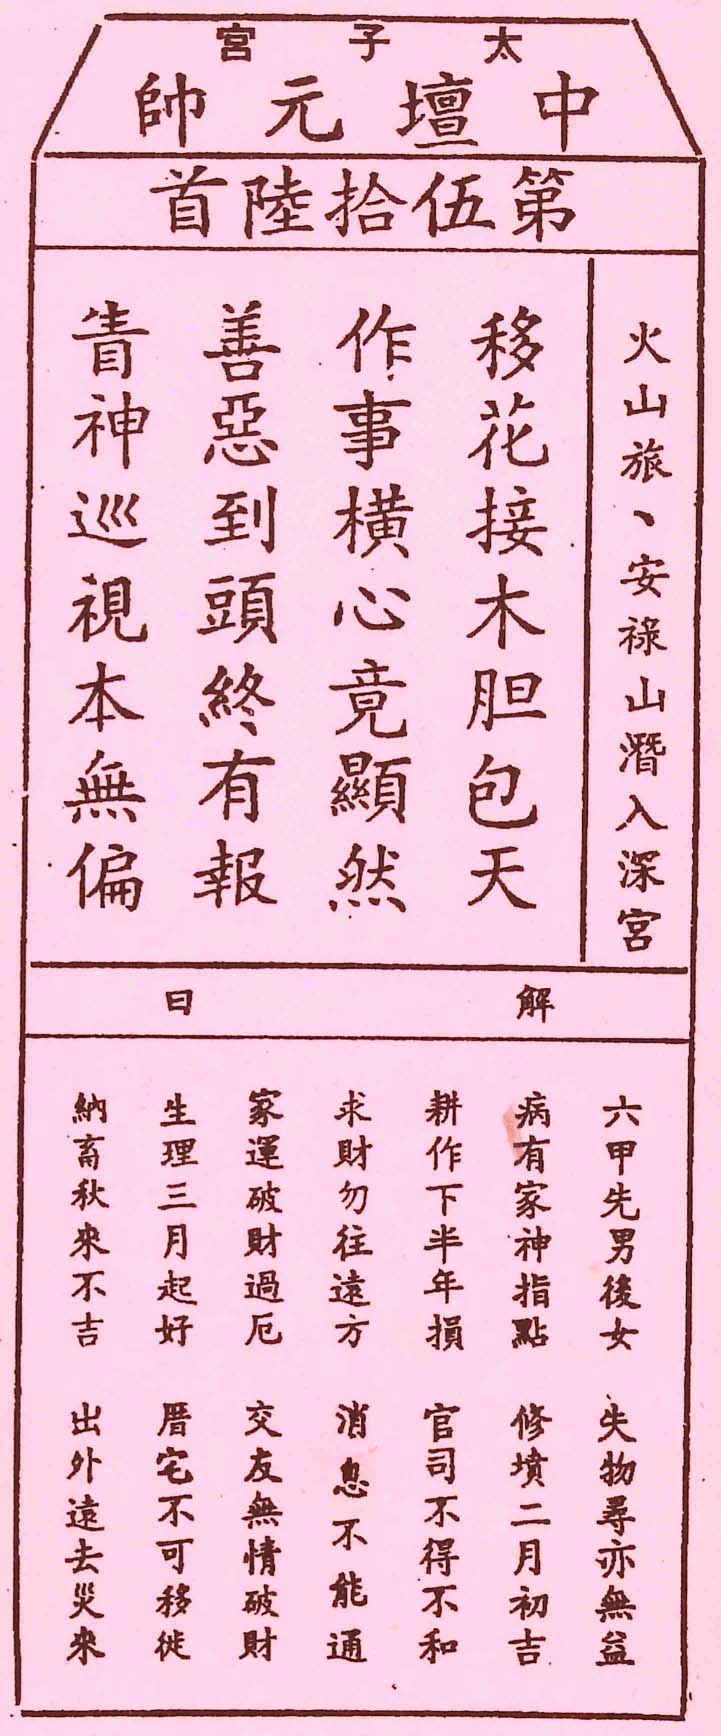 太子宮
中壇元帥
第伍拾陸首
火山旅、安祿山潛入深宮
移花接木胆包天
作事橫心竟顯然
善惡到頭終有報
眚神巡視本無偏
解曰
六甲先男後女 失物尋亦無益
病有家神指點 修墳二月初吉
耕作下半年損 官司不得不和
求財勿往遠方 消息不能通
家運破財過厄 交友無情破財
生理三月起好 厝宅不可移徙
納畜秋來不吉 出外遠去災來